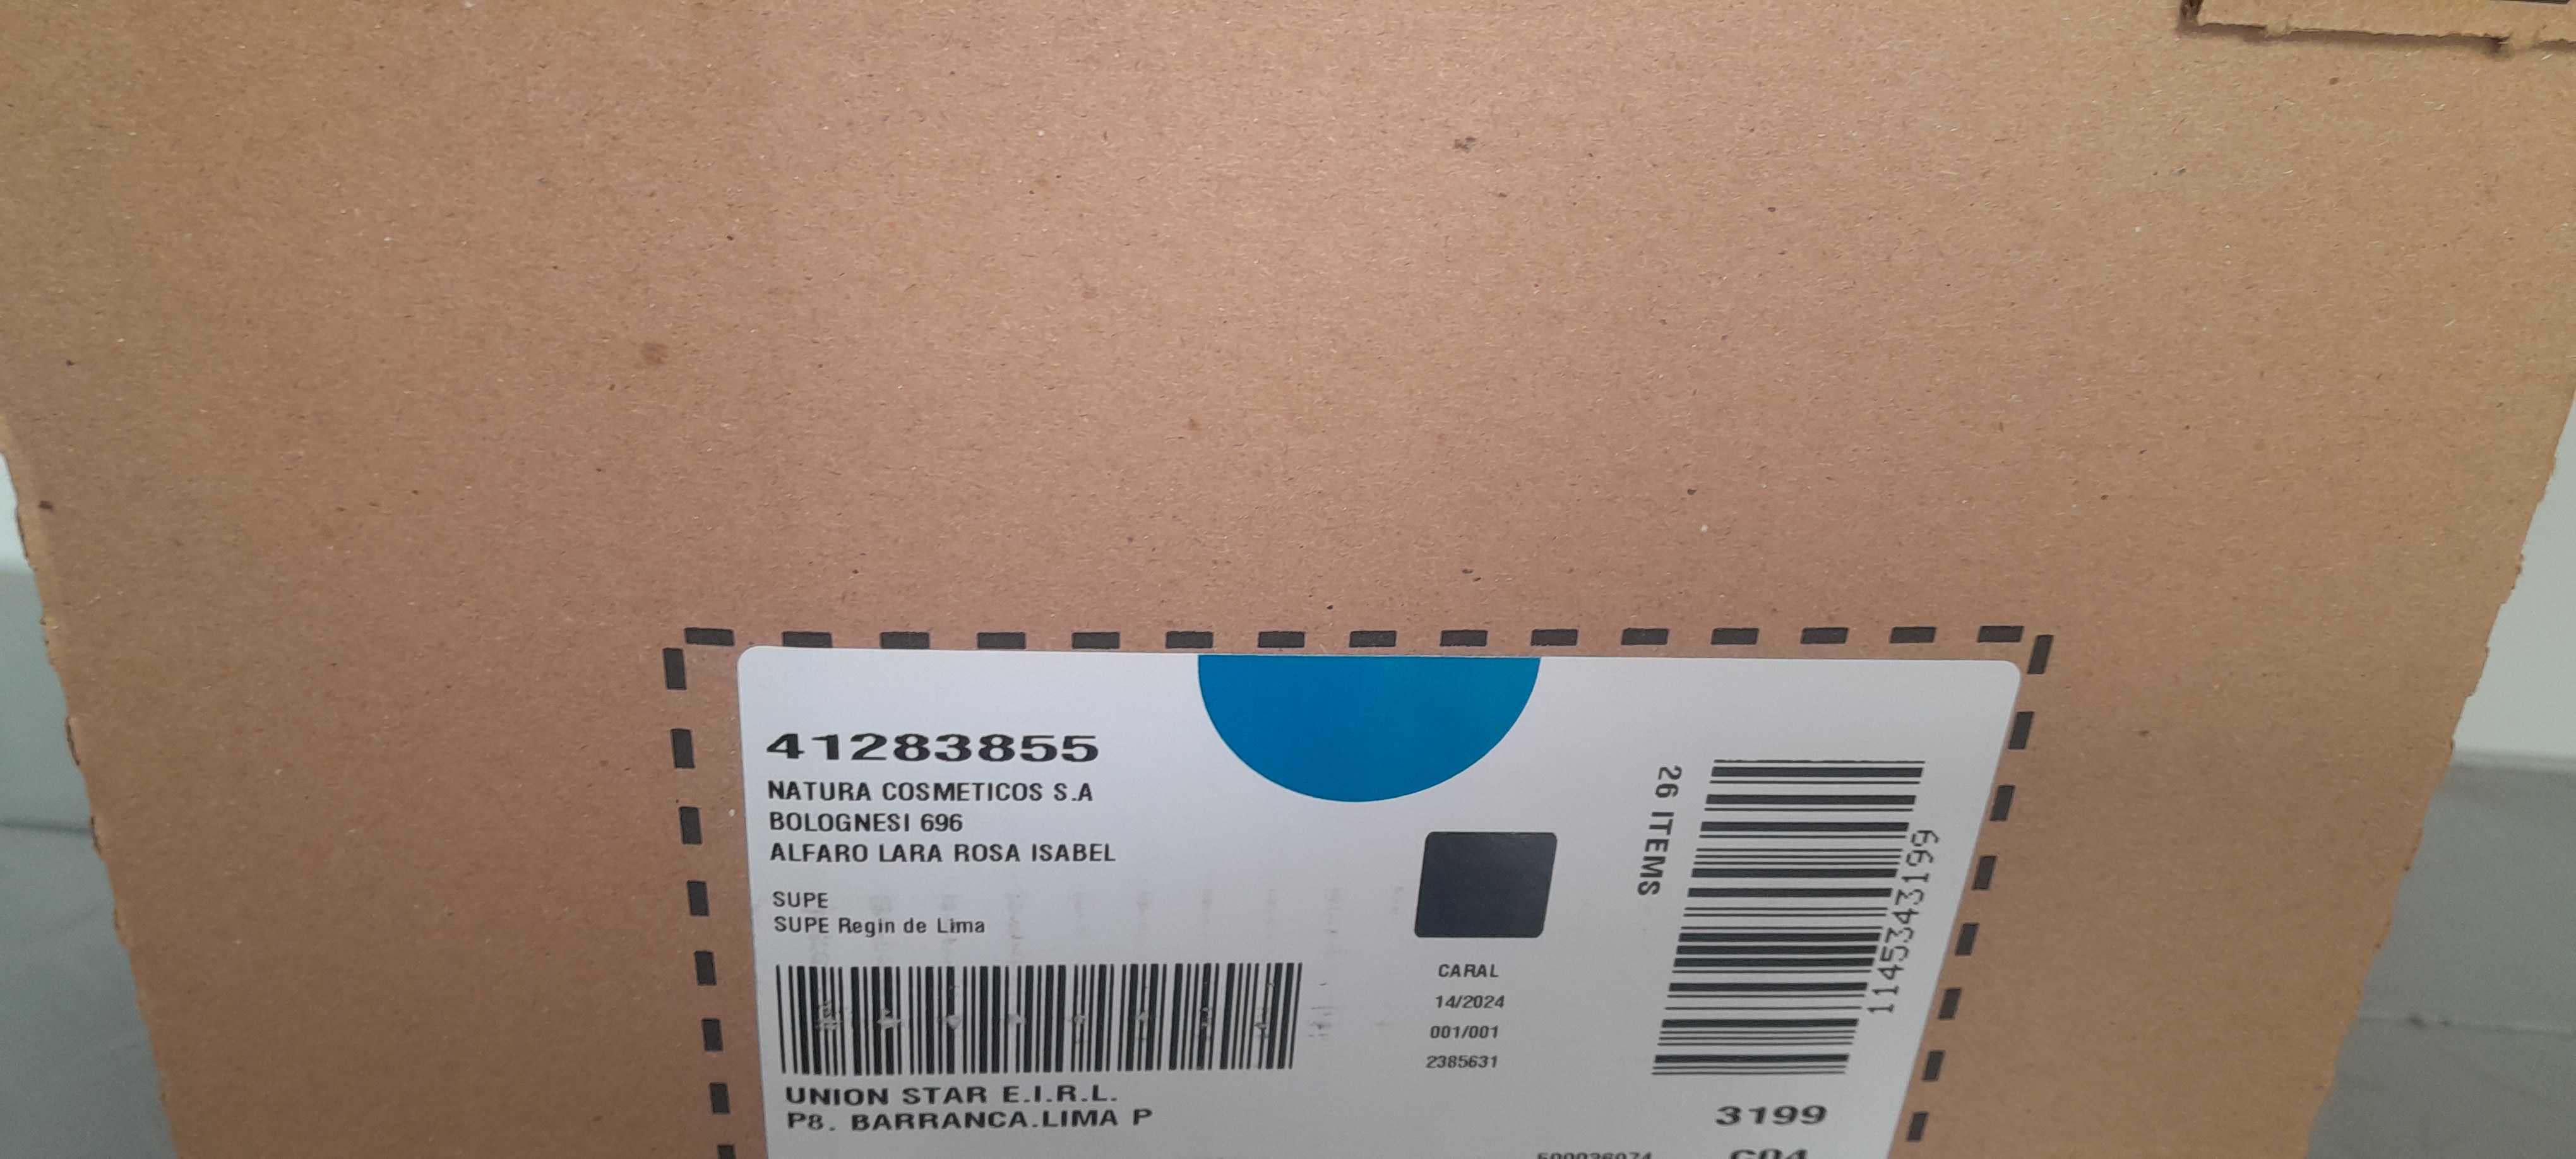 41283855
NATURA COSMETICOS S.A
BOLOGNESI 696
ALFARO LARA ROSA ISABEL
SUPE
SUPE Regin de Lima
UNION STAR E.I.R.L.
P8. BARRANCA.LIMA P
CARAL
14/2024
001/001
2385631
26 ITEMS
114534343199
3199